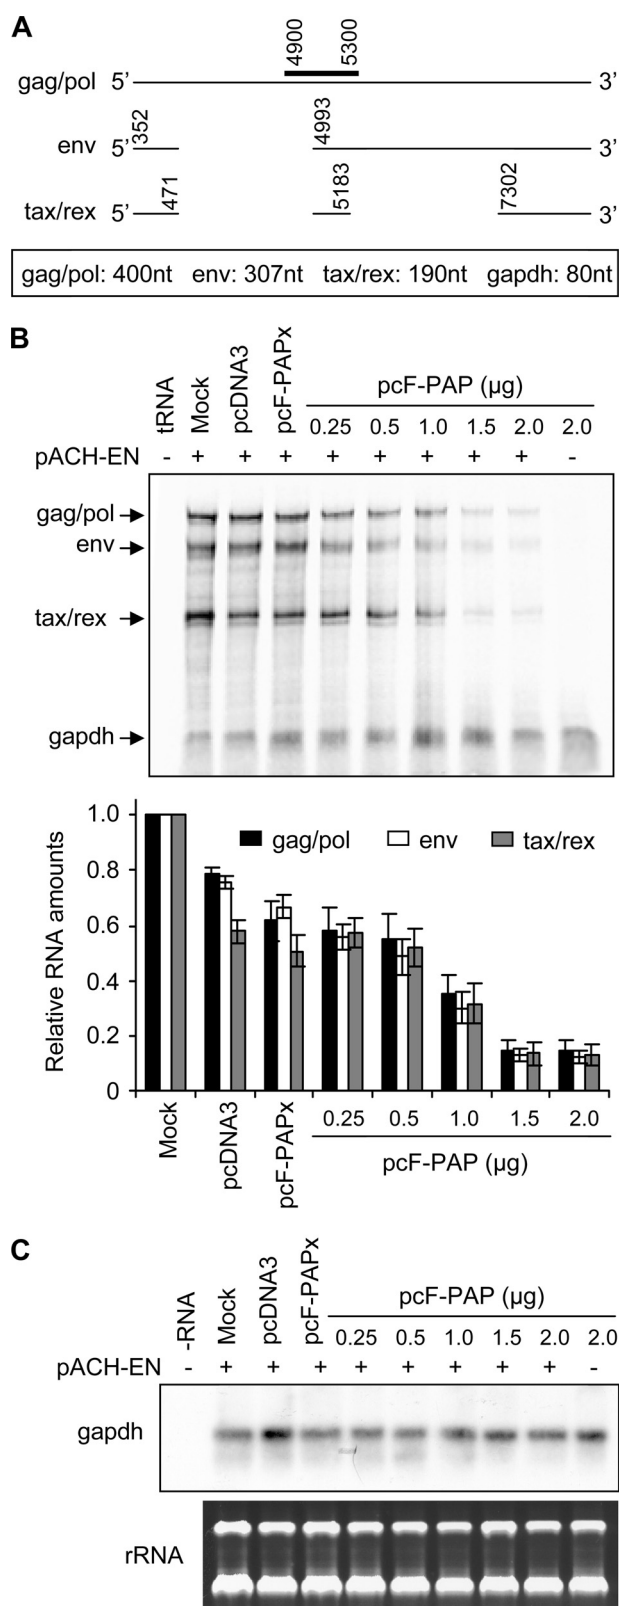 A
4900 5300
gag/pol 5’ 3’
352 4993
env 5’ 3’
471 5183 7302
tax/rex 5’ 3’
gag/pol: 400nt env: 307nt tax/rex: 190nt gapdh: 80nt
B
tRNA Mock pcDNA3 pcF-PAPx pcF-PAP (µg)
0.25 0.5 1.0 1.5 2.0 2.0
pACH-EN - + + + + + + + + -
gag/pol
env
tax/rex
gapdh
1.0
gag/pol env tax/rex
0.8
0.6
0.4
0.2
0
Relative RNA amounts
Mock pcDNA3 pcF-PAPx 0.25 0.5 1.0 1.5 2.0
pcF-PAP (µg)
C
-RNA Mock pcDNA3 pcF-PAPx pcF-PAP (µg)
0.25 0.5 1.0 1.5 2.0 2.0
pACH-EN - + + + + + + + + -
gapdh
rRNA